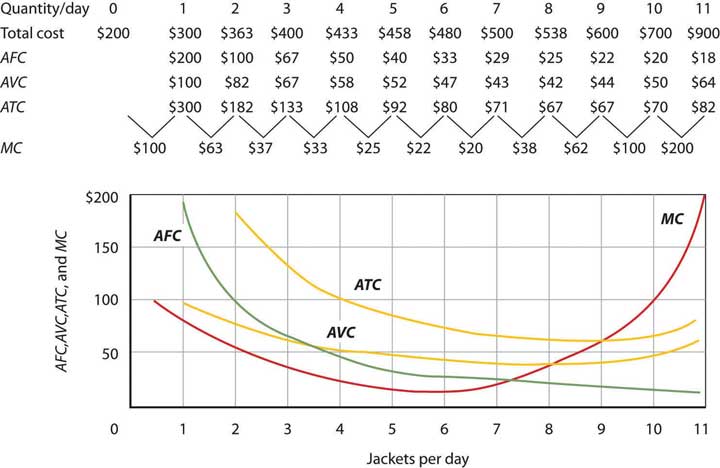 Quantity/day 0 1 2 3 4 5 6 7 8 9 10 11
Total cost $200 $300 $363 $400 $433 $458 $480 $500 $538 $600 $700 $900
AFC $200 $100 $67 $50 $40 $33 $29 $25 $22 $20 $18
AVC $100 $82 $67 $58 $52 $47 $43 $42 $44 $50 $64
ATC $300 $182 $133 $108 $92 $80 $71 $67 $67 $70 $82
MC $100 $63 $37 $33 $25 $22 $20 $38 $62 $100 $200
$200
150
100
50
AFC,AVC,ATC, and MC
AFC
ATC
AVC
MC
0 1 2 3 4 5 6 7 8 9 10 11
Jackets per day